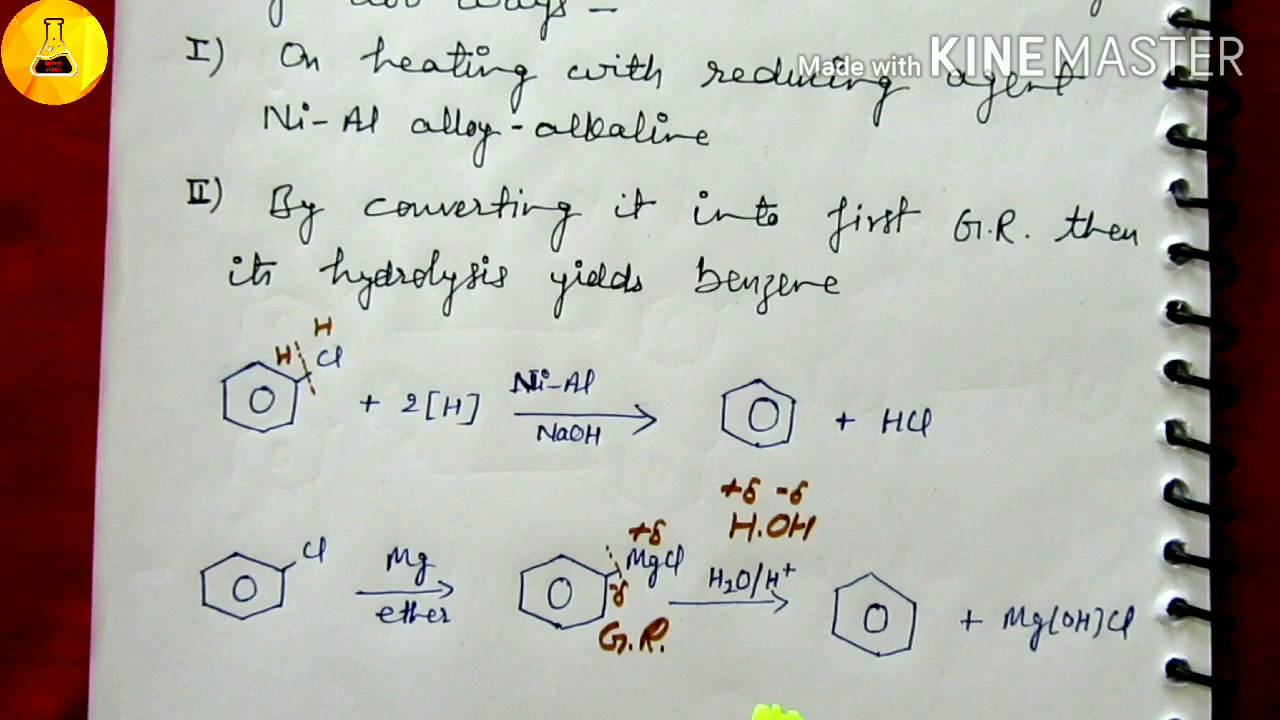 I) On heating with reducing agent
Made with KINEMASTER
Ni-Al alloy-alkaline
II) By converting it into first G.R. then
its hydrolysis yields benzene
H
H Cl
+ 2[H] Ni-Al NaOH + HCl
+δ -δ
H.OH
Cl Mg ether +δ MgCl -δ H₂O/H⁺ + Mg(OH)Cl
G.R.